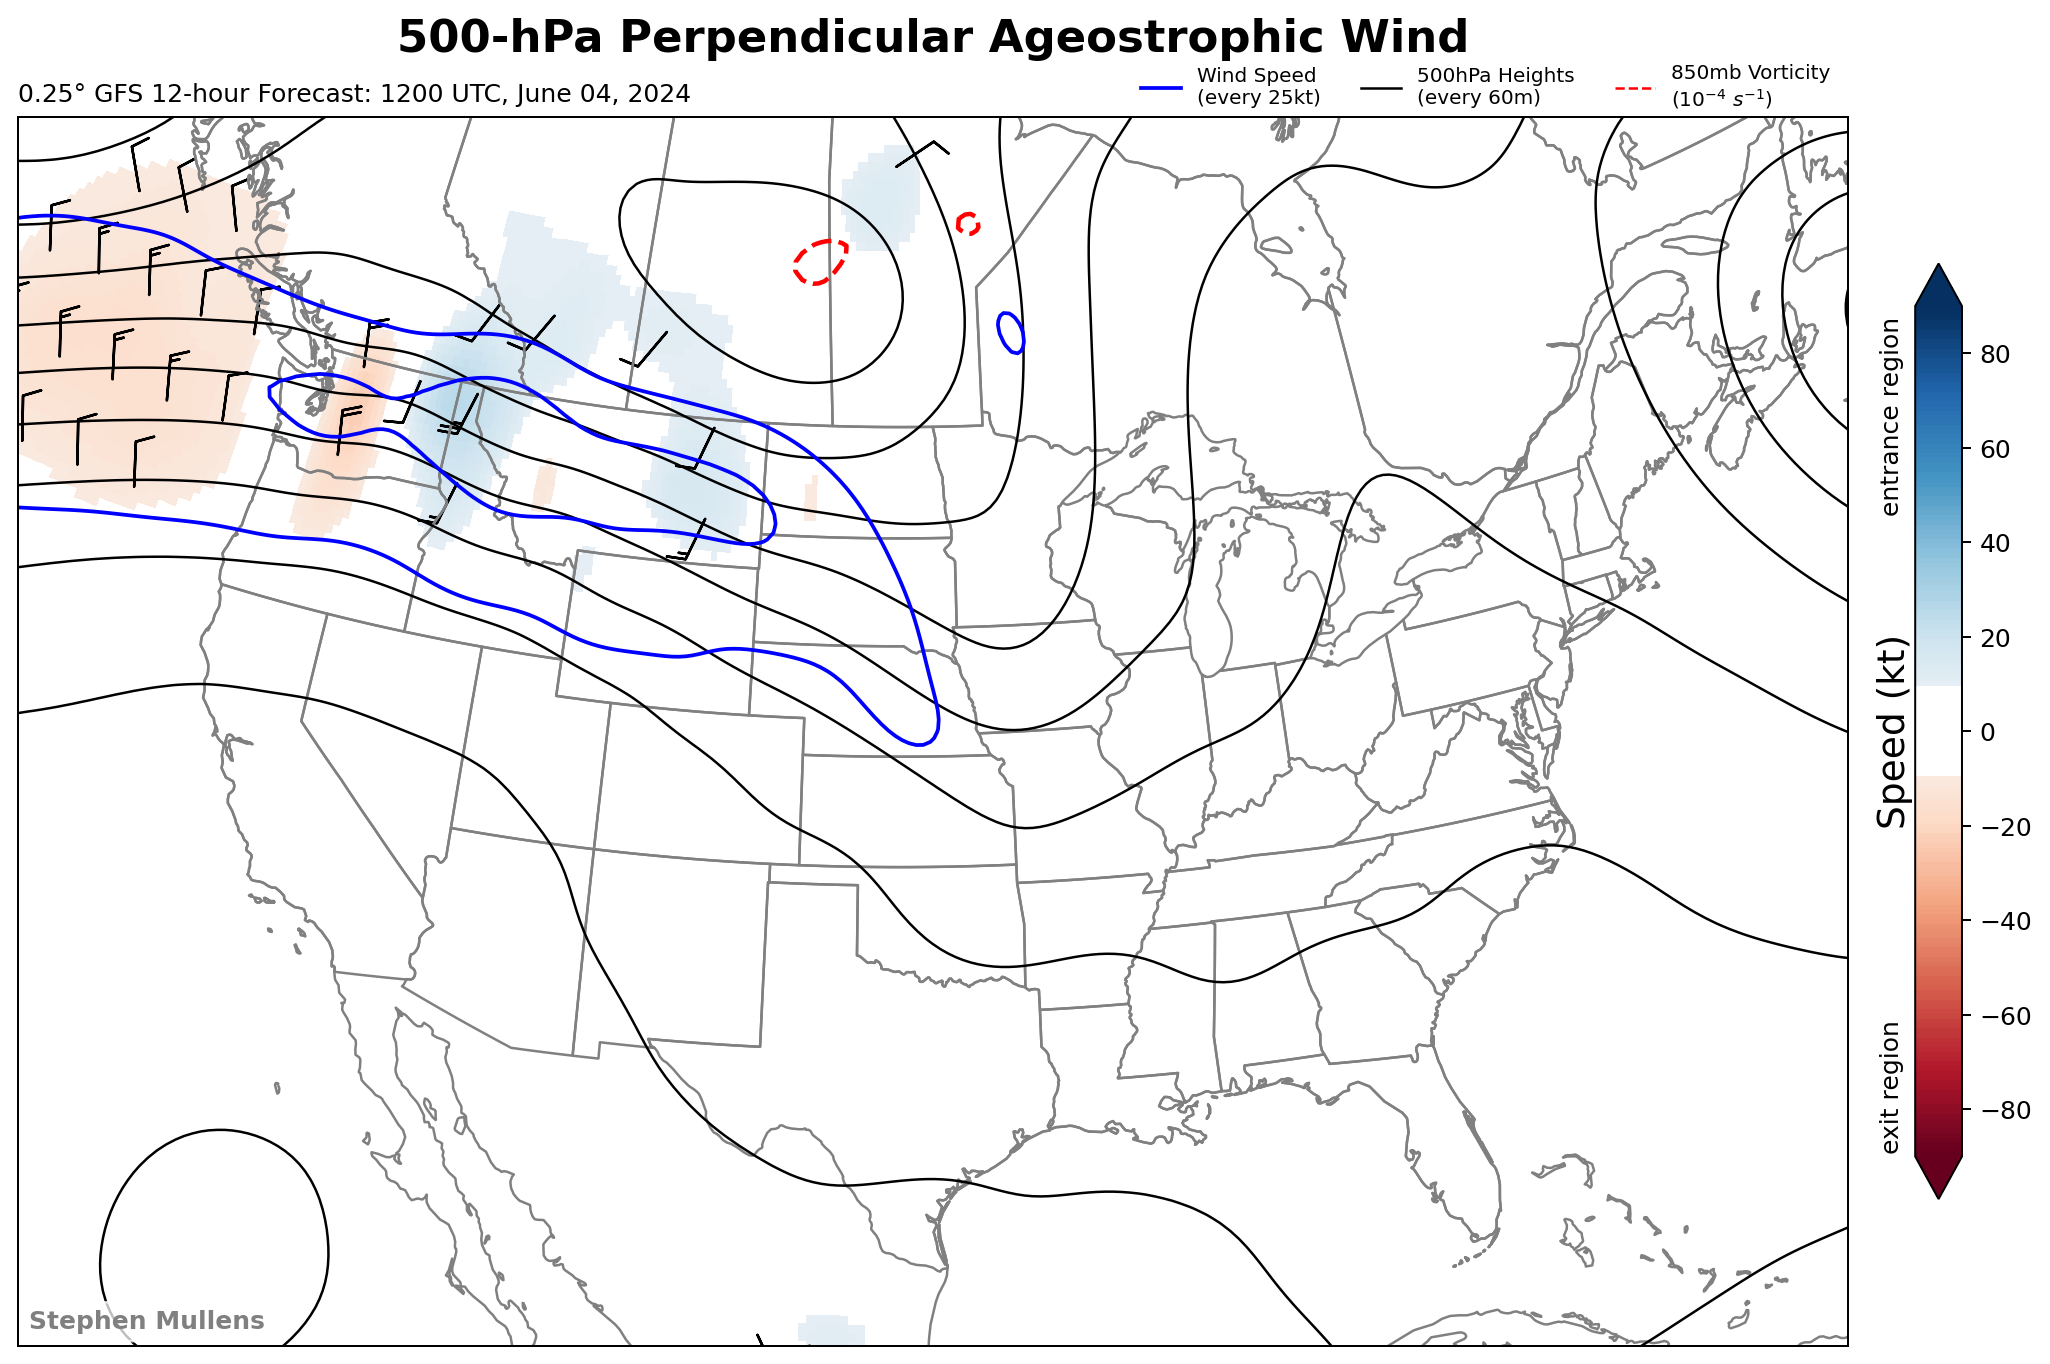 500-hPa Perpendicular Ageostrophic Wind
0.25° GFS 12-hour Forecast: 1200 UTC, June 04, 2024
Wind Speed
(every 25kt)
500hPa Heights
(every 60m)
850mb Vorticity
(10⁻⁴ s⁻¹)
entrance region
Speed (kt)
exit region
80
60
40
20
0
−20
−40
−60
−80
Stephen Mullens